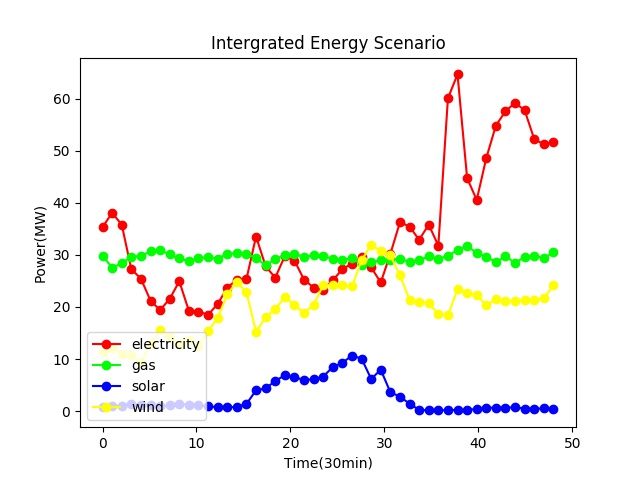 Intergrated Energy Scenario
Power(MW)
60
50
40
30
20
10
0
electricity
gas
solar
wind
0 10 20 30 40 50
Time(30min)